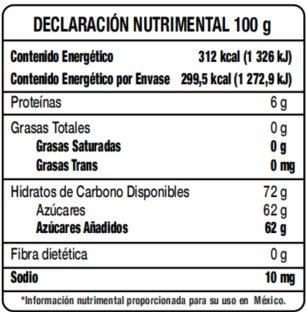 DECLARACIÓN NUTRIMENTAL 100 g
Contenido Energético 312 kcal (1 326 kJ)
Contenido Energético por Envase 299,5 kcal (1 272,9 kJ)
Proteínas 6 g
Grasas Totales 0 g
Grasas Saturadas 0 g
Grasas Trans 0 mg
Hidratos de Carbono Disponibles 72 g
Azúcares 62 g
Azúcares Añadidos 62 g
Fibra dietética 0 g
Sodio 10 mg
*Información nutrimental proporcionada para su uso en México.